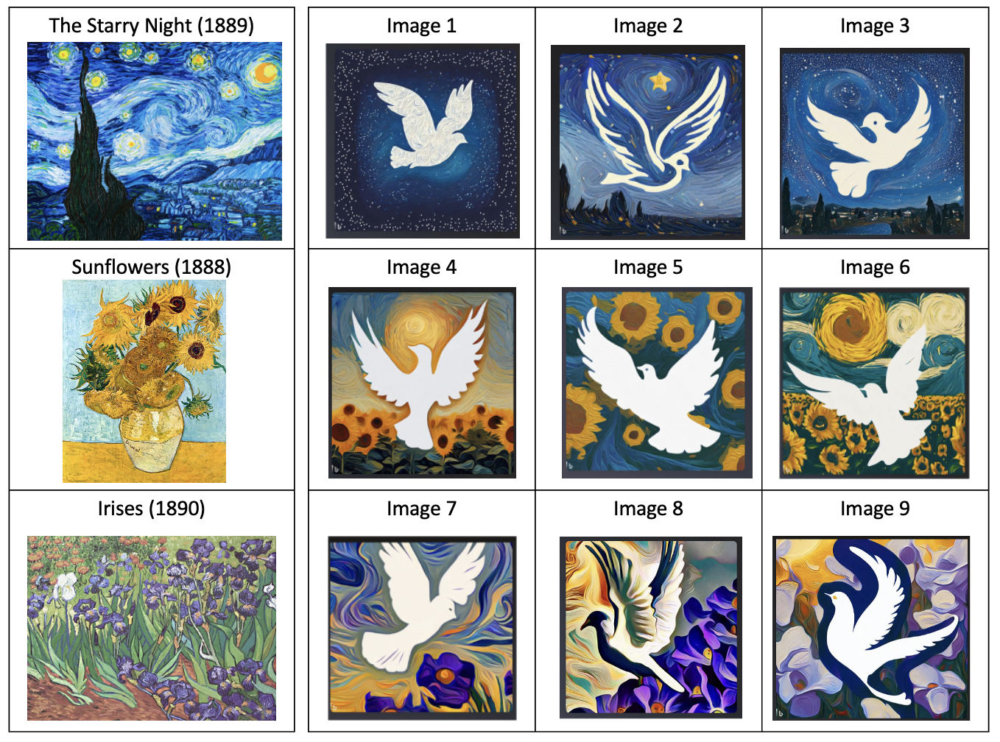 The Starry Night (1889)
Image 1
Image 2
Image 3
Sunflowers (1888)
Image 4
Image 5
Image 6
Irises (1890)
Image 7
Image 8
Image 9